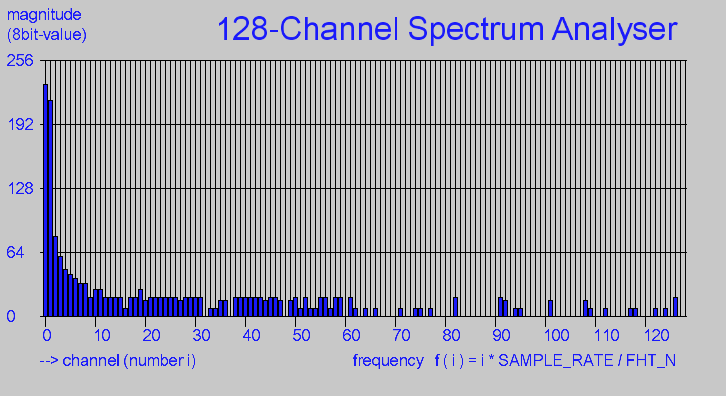 magnitude
(8bit-value)
128-Channel Spectrum Analyser
256
192
128
64
0
0 10 20 30 40 50 60 70 80 90 100 110 120
--> channel (number i)
frequency f ( i ) = i * SAMPLE_RATE / FHT_N